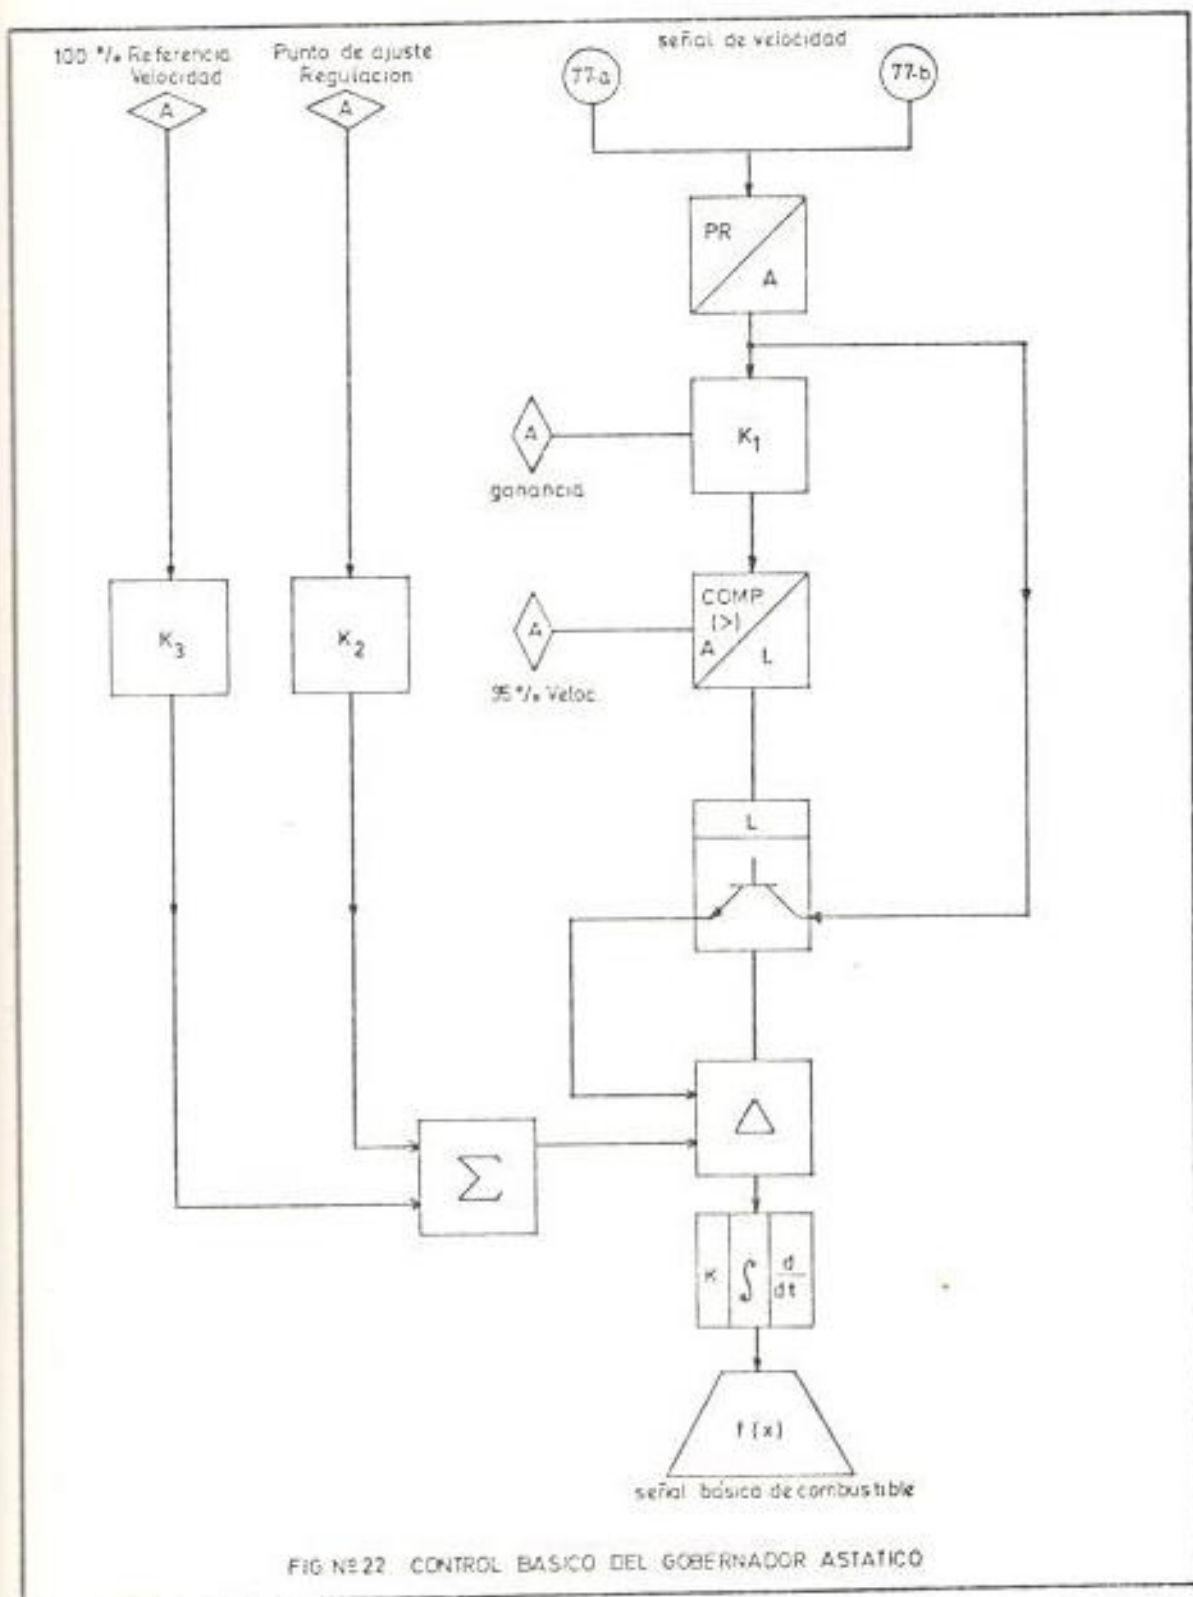 100 % Referencia
Velocidad
A
Punto de ajuste
Regulacion
A
señal de velocidad
77-a
77-b
PR
A
A
ganancia
K1
A
95 % Veloc
COMP
(>)
A
L
K3
K2
L
Δ
Σ
K
∫
d
dt
f (x)
señal básica de combustible
FIG Nº 22 CONTROL BASICO DEL GOBERNADOR ASTATICO